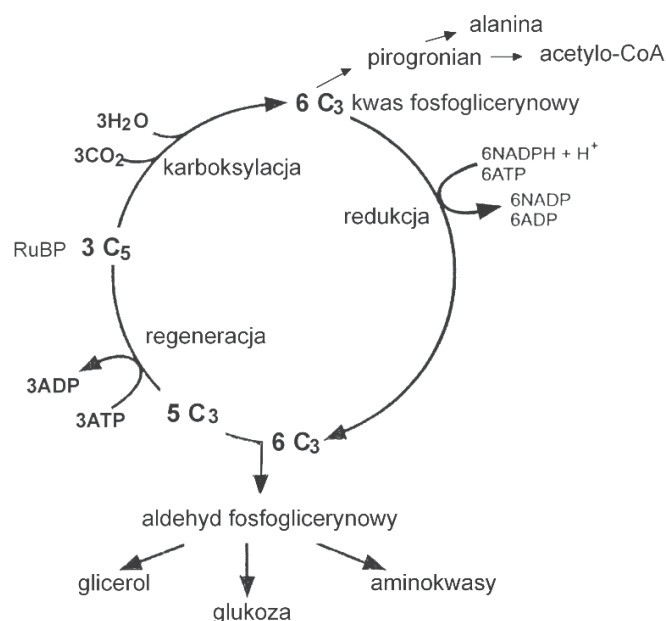 alanina
pirogronian → acetylo-CoA
6 C₃ kwas fosfoglicerynowy
3H₂O
3CO₂
karboksylacja
6NADPH + H⁺
6ATP
redukcja
6NADP
6ADP
RuBP 3 C₅
regeneracja
3ADP
3ATP
5 C₃
6 C₃
aldehyd fosfoglicerynowy
glicerol
aminokwasy
glukoza